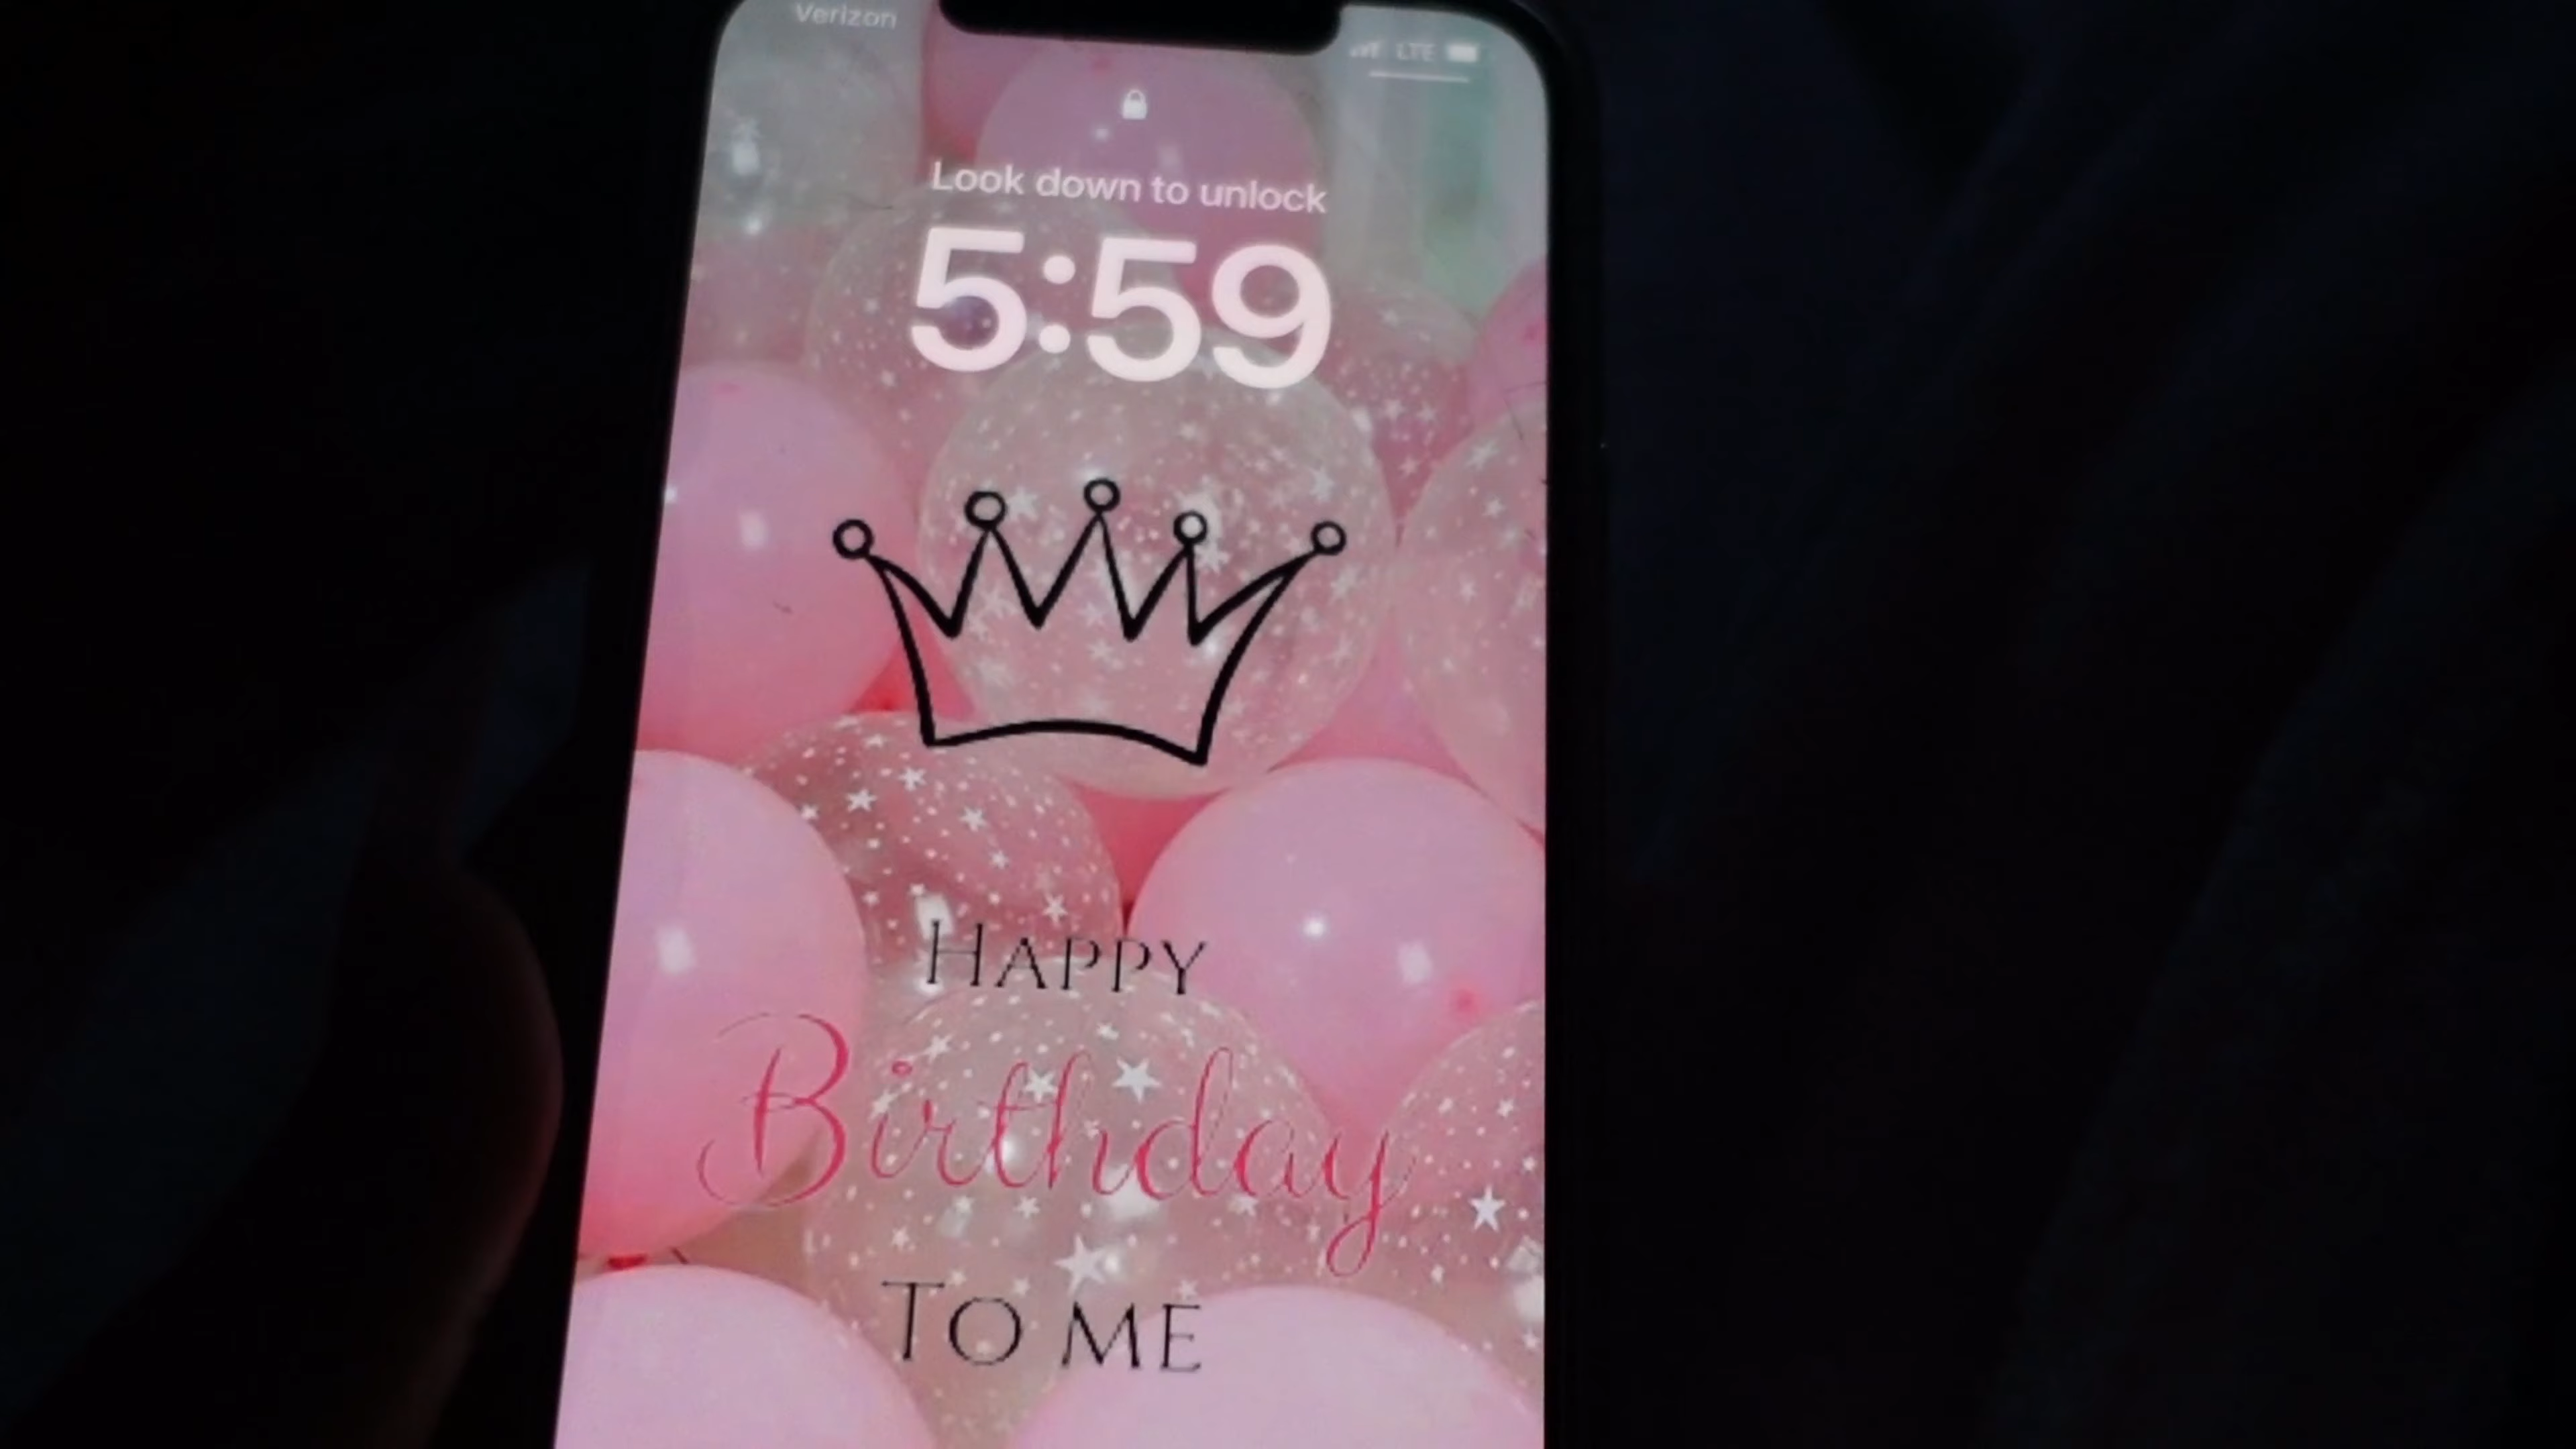 Verizon
LTE
Look down to unlock
5:59
HAPPY
Birthday
TO ME